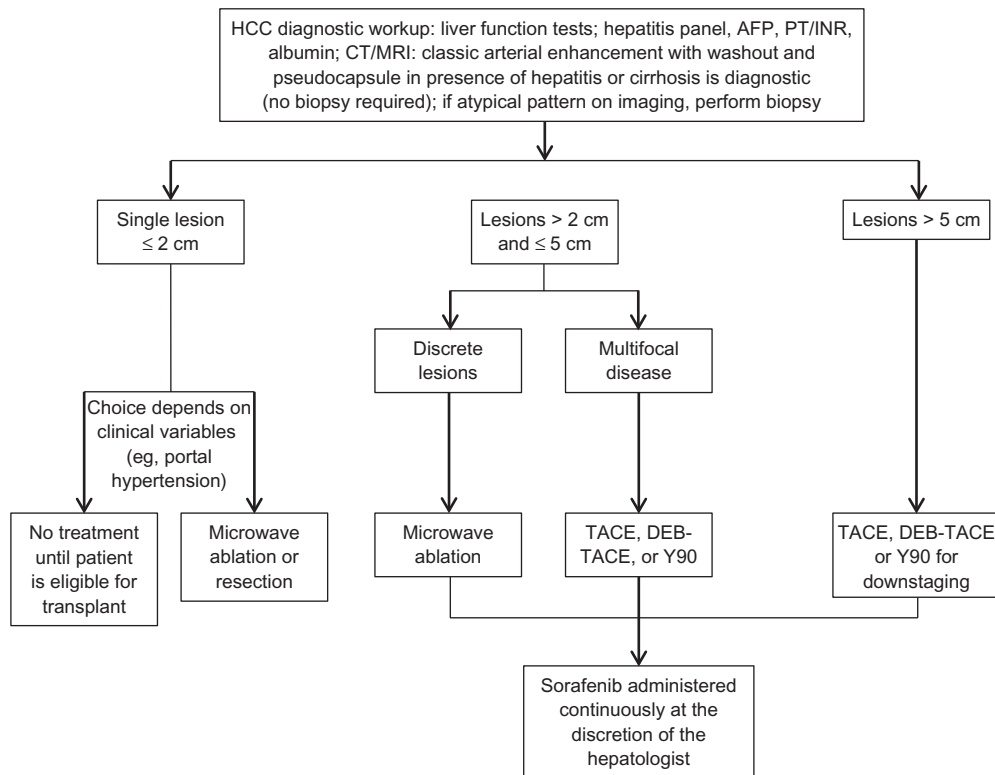 HCC diagnostic workup: liver function tests; hepatitis panel, AFP, PT/INR,
albumin; CT/MRI: classic arterial enhancement with washout and
pseudocapsule in presence of hepatitis or cirrhosis is diagnostic
(no biopsy required); if atypical pattern on imaging, perform biopsy
Single lesion
≤ 2 cm
Lesions > 2 cm
and ≤ 5 cm
Lesions > 5 cm
Discrete
lesions
Multifocal
disease
Choice depends on
clinical variables
(eg, portal
hypertension)
No treatment
until patient
is eligible for
transplant
Microwave
ablation or
resection
Microwave
ablation
TACE, DEB-
TACE, or Y90
TACE, DEB-TACE
or Y90 for
downstaging
Sorafenib administered
continuously at the
discretion of the
hepatologist